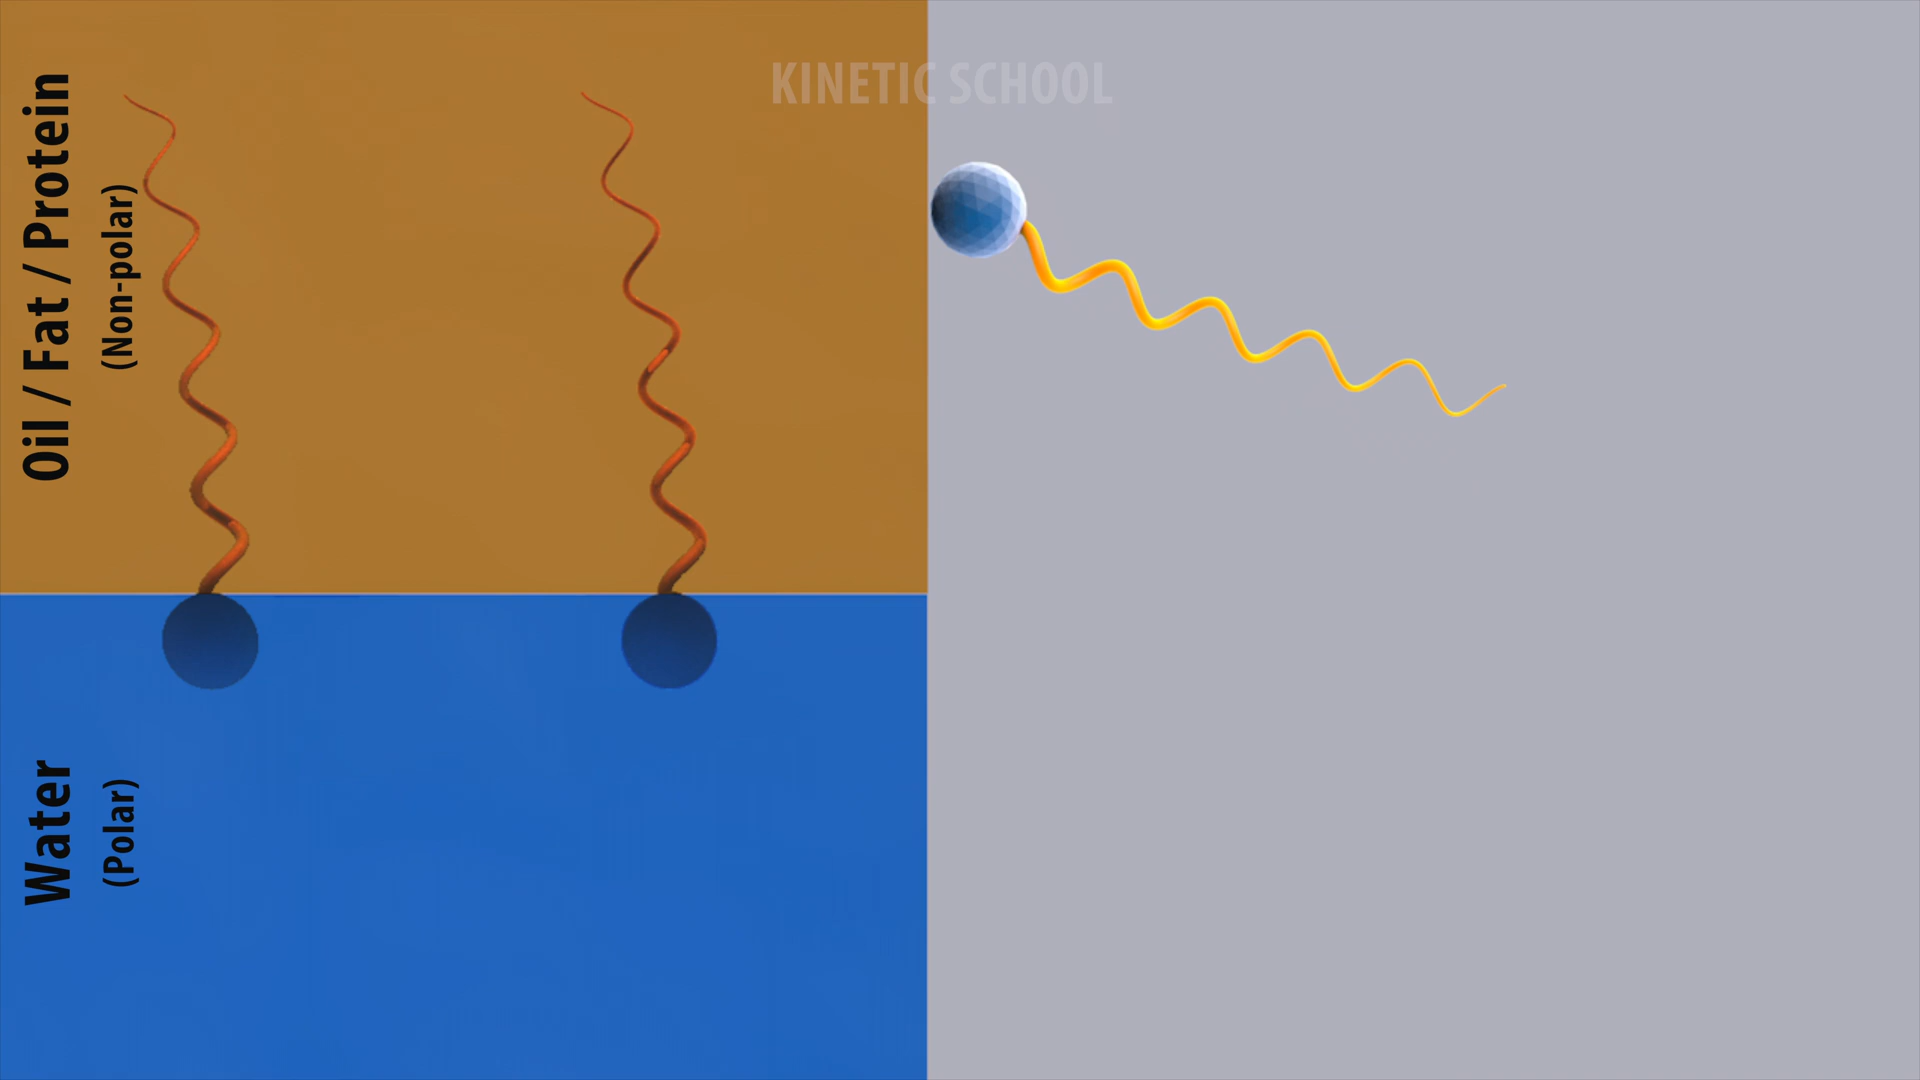 KINETIC SCHOOL
Oil / Fat / Protein
(Non-polar)
Water
(Polar)